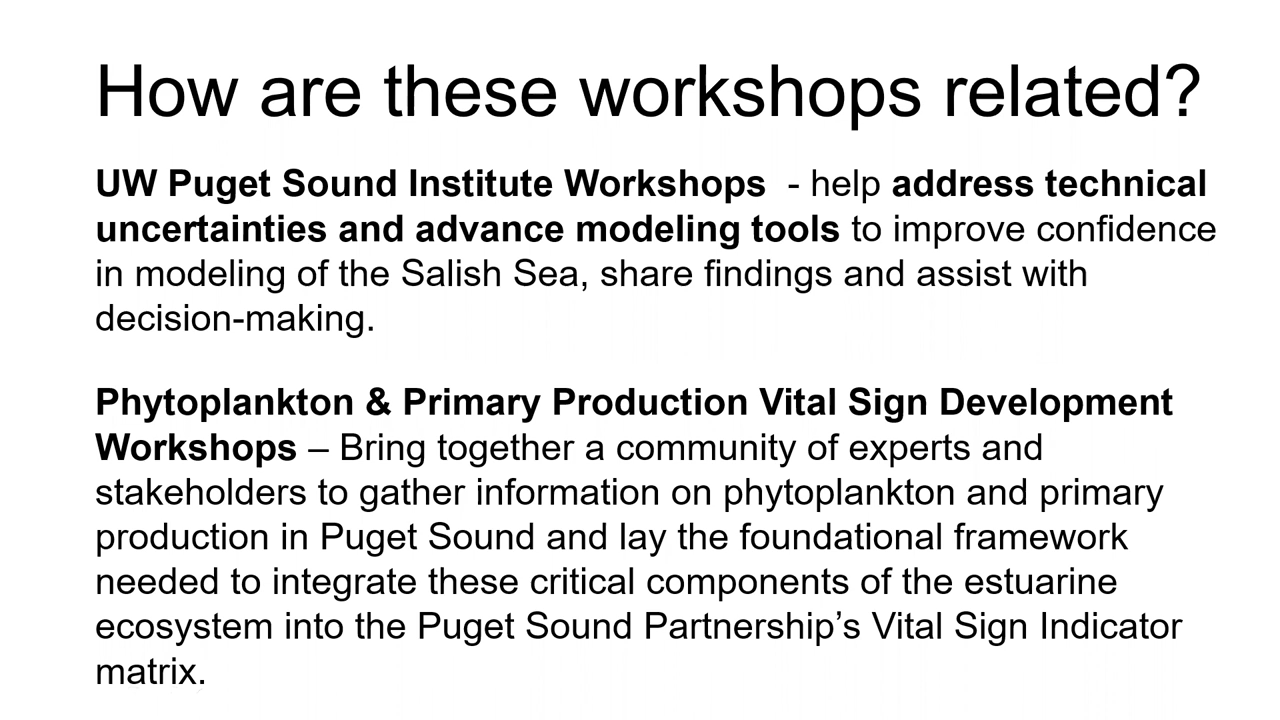 How are these workshops related?
UW Puget Sound Institute Workshops  - help address technical
uncertainties and advance modeling tools to improve confidence
in modeling of the Salish Sea, share findings and assist with
decision-making.
Phytoplankton & Primary Production Vital Sign Development
Workshops – Bring together a community of experts and
stakeholders to gather information on phytoplankton and primary
production in Puget Sound and lay the foundational framework
needed to integrate these critical components of the estuarine
ecosystem into the Puget Sound Partnership’s Vital Sign Indicator
matrix.